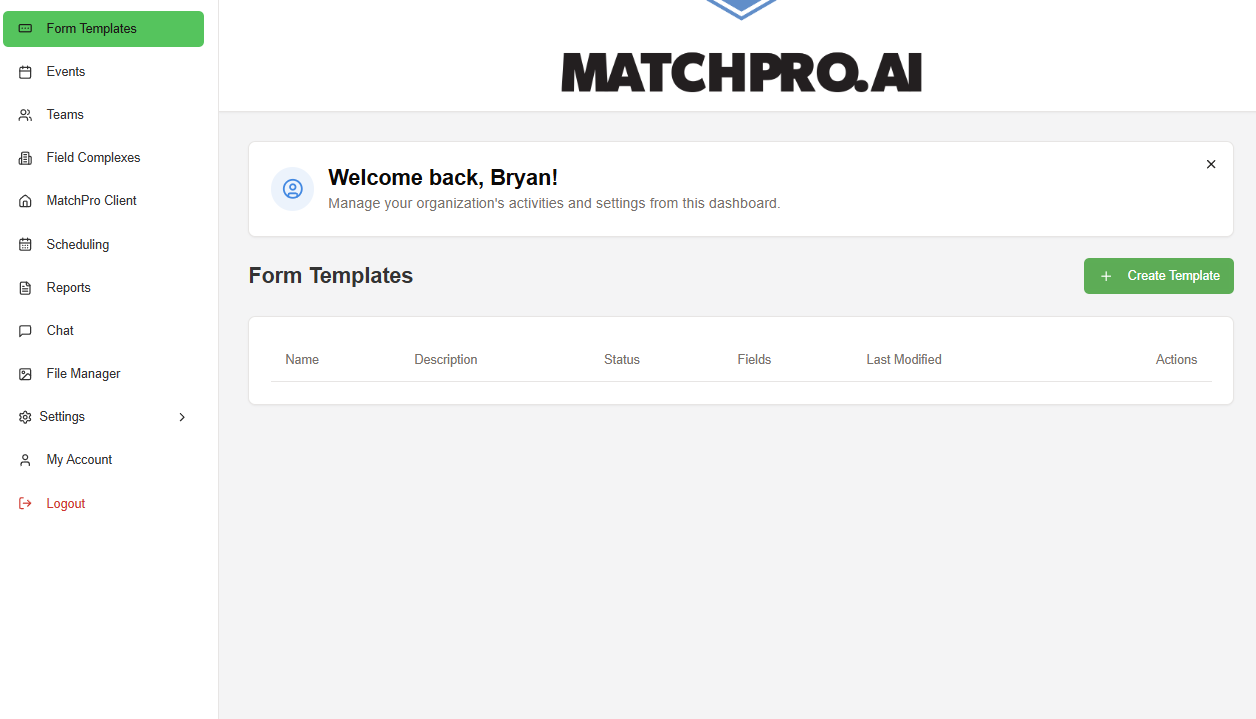 Form Templates
Events
Teams
Field Complexes
MatchPro Client
Scheduling
Reports
Chat
File Manager
Settings
My Account
Logout
MATCHPRO.AI
Welcome back, Bryan!
Manage your organization's activities and settings from this dashboard.
Form Templates
Create Template
Name Description Status Fields Last Modified Actions